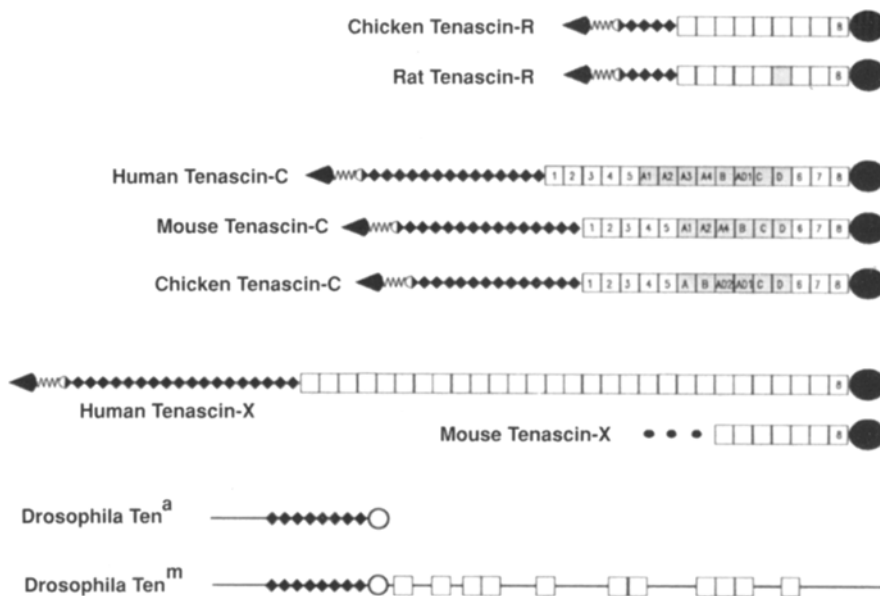 Chicken Tenascin-R 8
Rat Tenascin-R 8
Human Tenascin-C 1 2 3 4 5 A1 A2 A3 A4 B AD1 C D 6 7 8
Mouse Tenascin-C 1 2 3 4 5 A1 A2 A4 B C D 6 7 8
Chicken Tenascin-C 1 2 3 4 5 A B AD2 AD1 C D 6 7 8
8
Human Tenascin-X
Mouse Tenascin-X 8
Drosophila Ten a
Drosophila Ten m